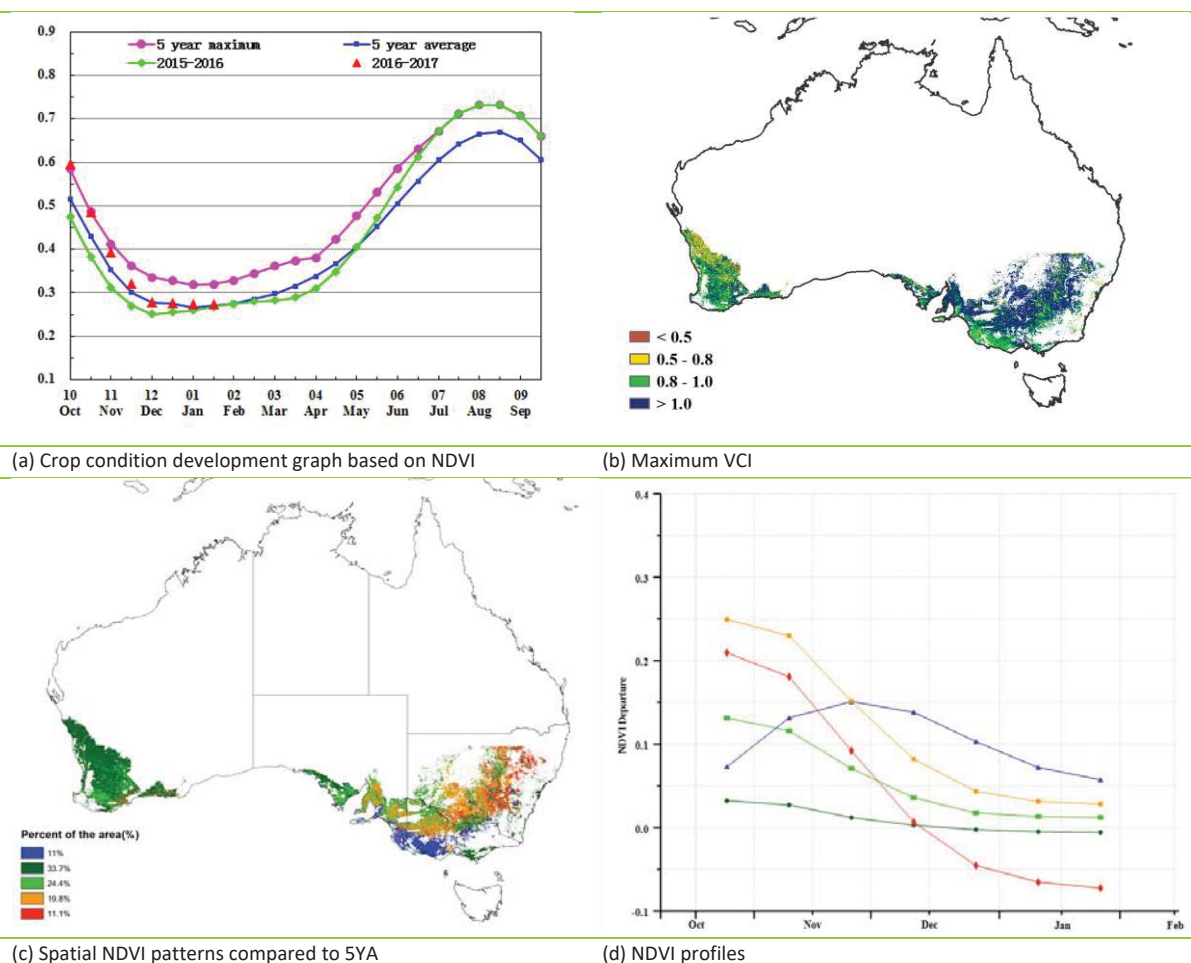 0.9
5 year maximum 5 year average
2015-2016 2016-2017
0.8
0.7
0.6
0.5
0.4
0.3
0.2
0.1
10 11 12 01 02 03 04 05 06 07 08 09
Oct Nov Dec Jan Feb Mar Apr May Jun Jul Aug Sep
< 0.5
0.5 - 0.8
0.8 - 1.0
> 1.0
(a) Crop condition development graph based on NDVI
(b) Maximum VCI
Percent of the area(%)
11%
33.7%
24.4%
19.8%
11.1%
0.4
0.3
0.2
0.1
0.0
-0.1
NDVI Departure
Oct Nov Dec Jan Feb
(c) Spatial NDVI patterns compared to 5YA
(d) NDVI profiles